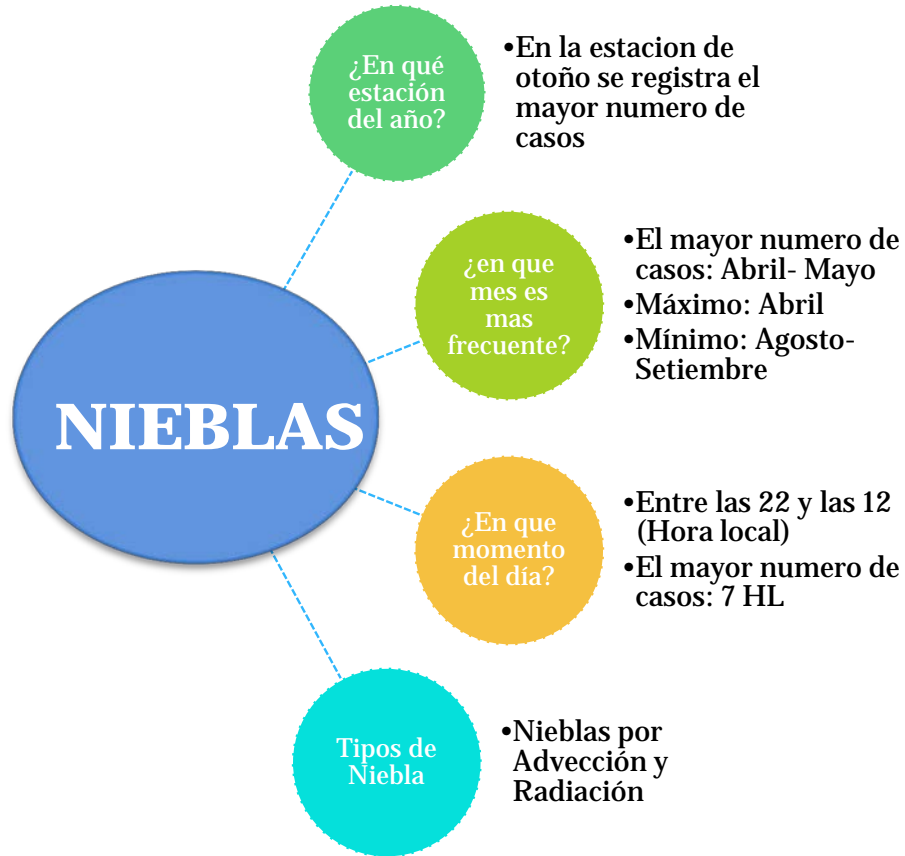 ¿En qué
estación
del año?
•En la estacion de
otoño se registra el
mayor numero de
casos
NIEBLAS
¿en que
mes es
mas
frecuente?
•El mayor numero de
casos: Abril- Mayo
•Máximo: Abril
•Mínimo: Agosto-
Setiembre
¿En que
momento
del día?
•Entre las 22 y las 12
(Hora local)
•El mayor numero de
casos: 7 HL
Tipos de
Niebla
•Nieblas por
Advección y
Radiación